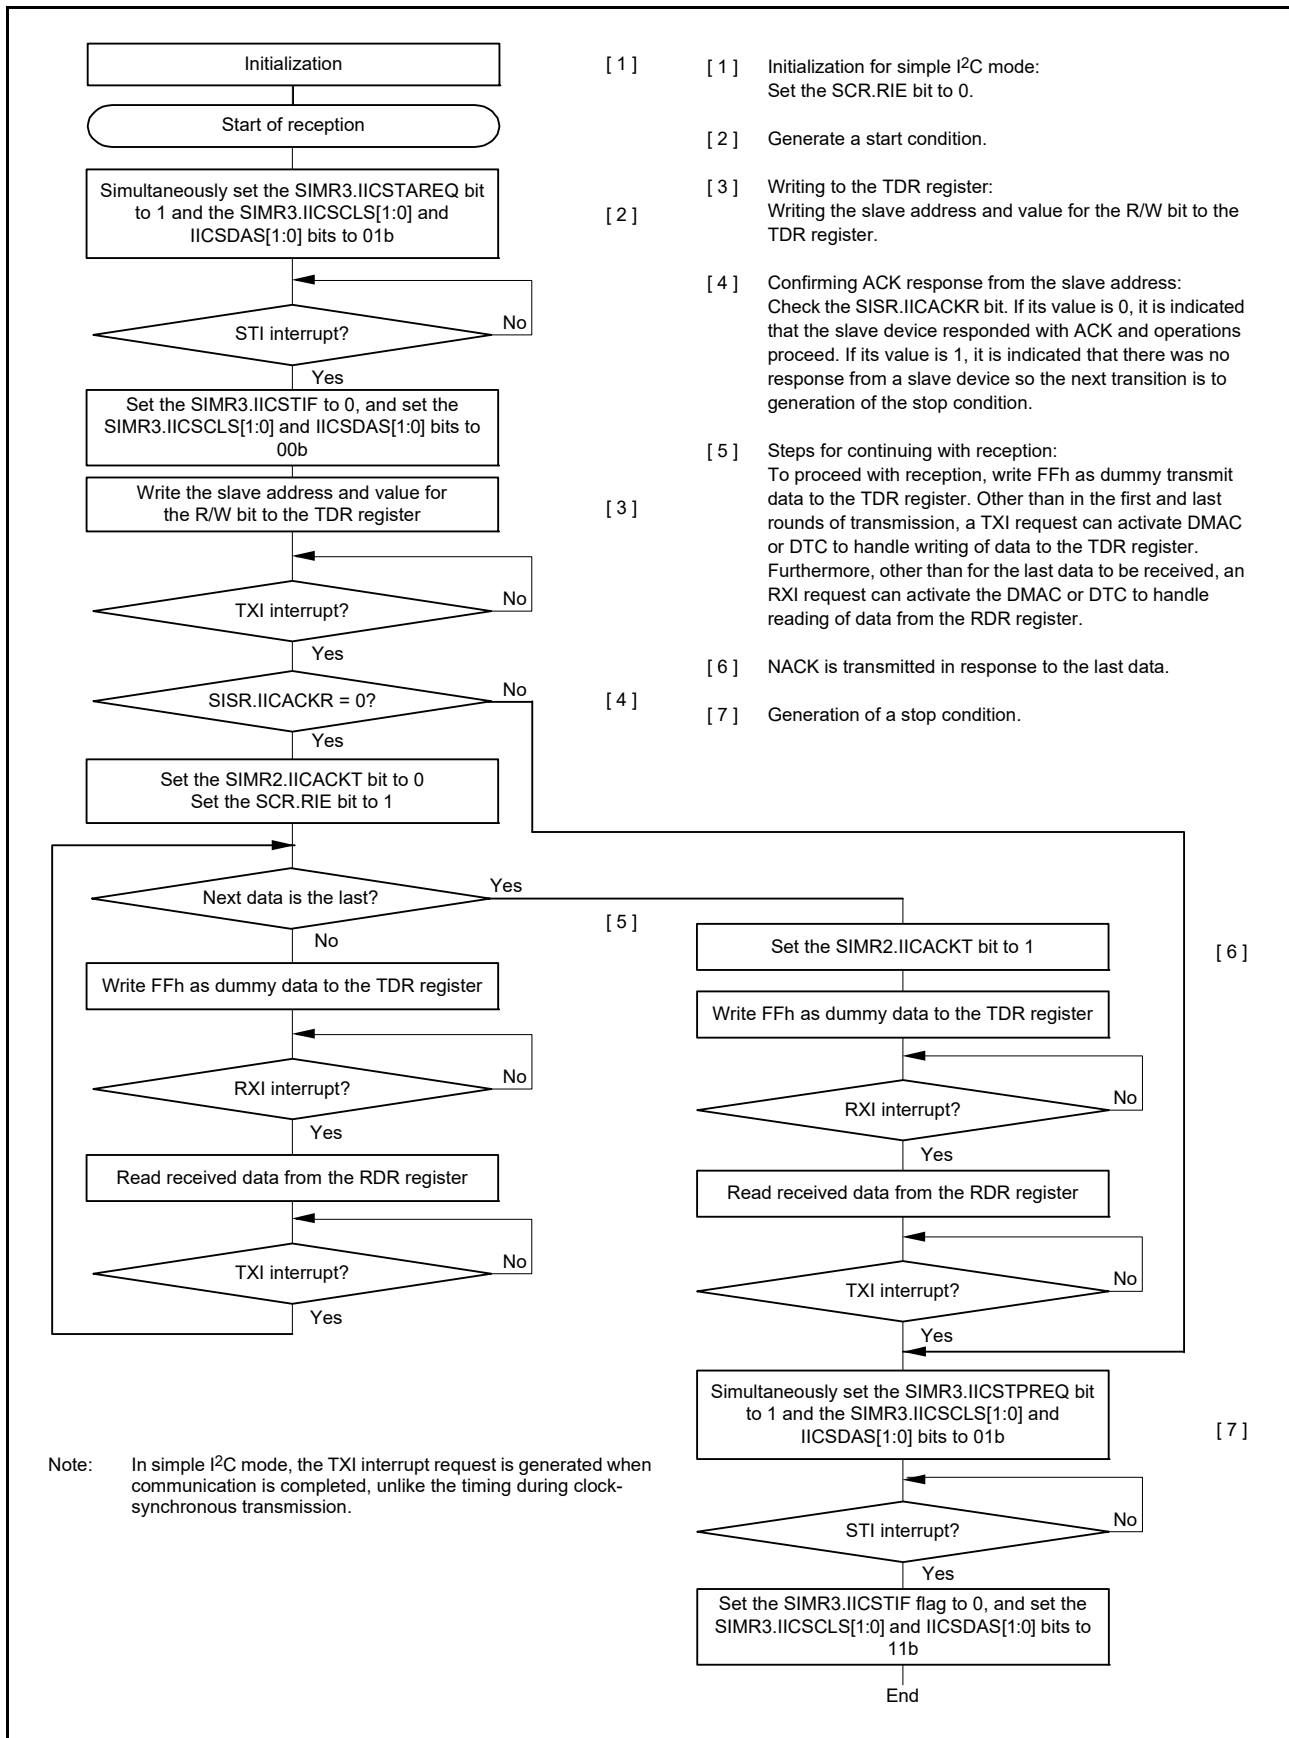 Initialization
[ 1 ]
Start of reception
Simultaneously set the SIMR3.IICSTAREQ bit
to 1 and the SIMR3.IICSCLS[1:0] and
IICSDAS[1:0] bits to 01b
[ 2 ]
STI interrupt?
No
Yes
Set the SIMR3.IICSTIF to 0, and set the
SIMR3.IICSCLS[1:0] and IICSDAS[1:0] bits to
00b
Write the slave address and value for
the R/W bit to the TDR register
[ 3 ]
TXI interrupt?
No
Yes
SISR.IICACKR = 0?
No
[ 4 ]
Yes
Set the SIMR2.IICACKT bit to 0
Set the SCR.RIE bit to 1
Next data is the last?
Yes
[ 5 ]
No
Write FFh as dummy data to the TDR register
RXI interrupt?
No
Yes
Read received data from the RDR register
TXI interrupt?
No
Yes
[ 1 ] Initialization for simple I2C mode:
Set the SCR.RIE bit to 0.
[ 2 ] Generate a start condition.
[ 3 ] Writing to the TDR register:
Writing the slave address and value for the R/W bit to the
TDR register.
[ 4 ] Confirming ACK response from the slave address:
Check the SISR.IICACKR bit. If its value is 0, it is indicated
that the slave device responded with ACK and operations
proceed. If its value is 1, it is indicated that there was no
response from a slave device so the next transition is to
generation of the stop condition.
[ 5 ] Steps for continuing with reception:
To proceed with reception, write FFh as dummy transmit
data to the TDR register. Other than in the first and last
rounds of transmission, a TXI request can activate DMAC
or DTC to handle writing of data to the TDR register.
Furthermore, other than for the last data to be received, an
RXI request can activate the DMAC or DTC to handle
reading of data from the RDR register.
[ 6 ] NACK is transmitted in response to the last data.
[ 7 ] Generation of a stop condition.
Set the SIMR2.IICACKT bit to 1
[ 6 ]
Write FFh as dummy data to the TDR register
RXI interrupt?
No
Yes
Read received data from the RDR register
TXI interrupt?
No
Yes
Simultaneously set the SIMR3.IICSTPREQ bit
to 1 and the SIMR3.IICSCLS[1:0] and
IICSDAS[1:0] bits to 01b
[ 7 ]
STI interrupt?
No
Yes
Set the SIMR3.IICSTIF flag to 0, and set the
SIMR3.IICSCLS[1:0] and IICSDAS[1:0] bits to
11b
End
Note: In simple I2C mode, the TXI interrupt request is generated when
communication is completed, unlike the timing during clock-
synchronous transmission.